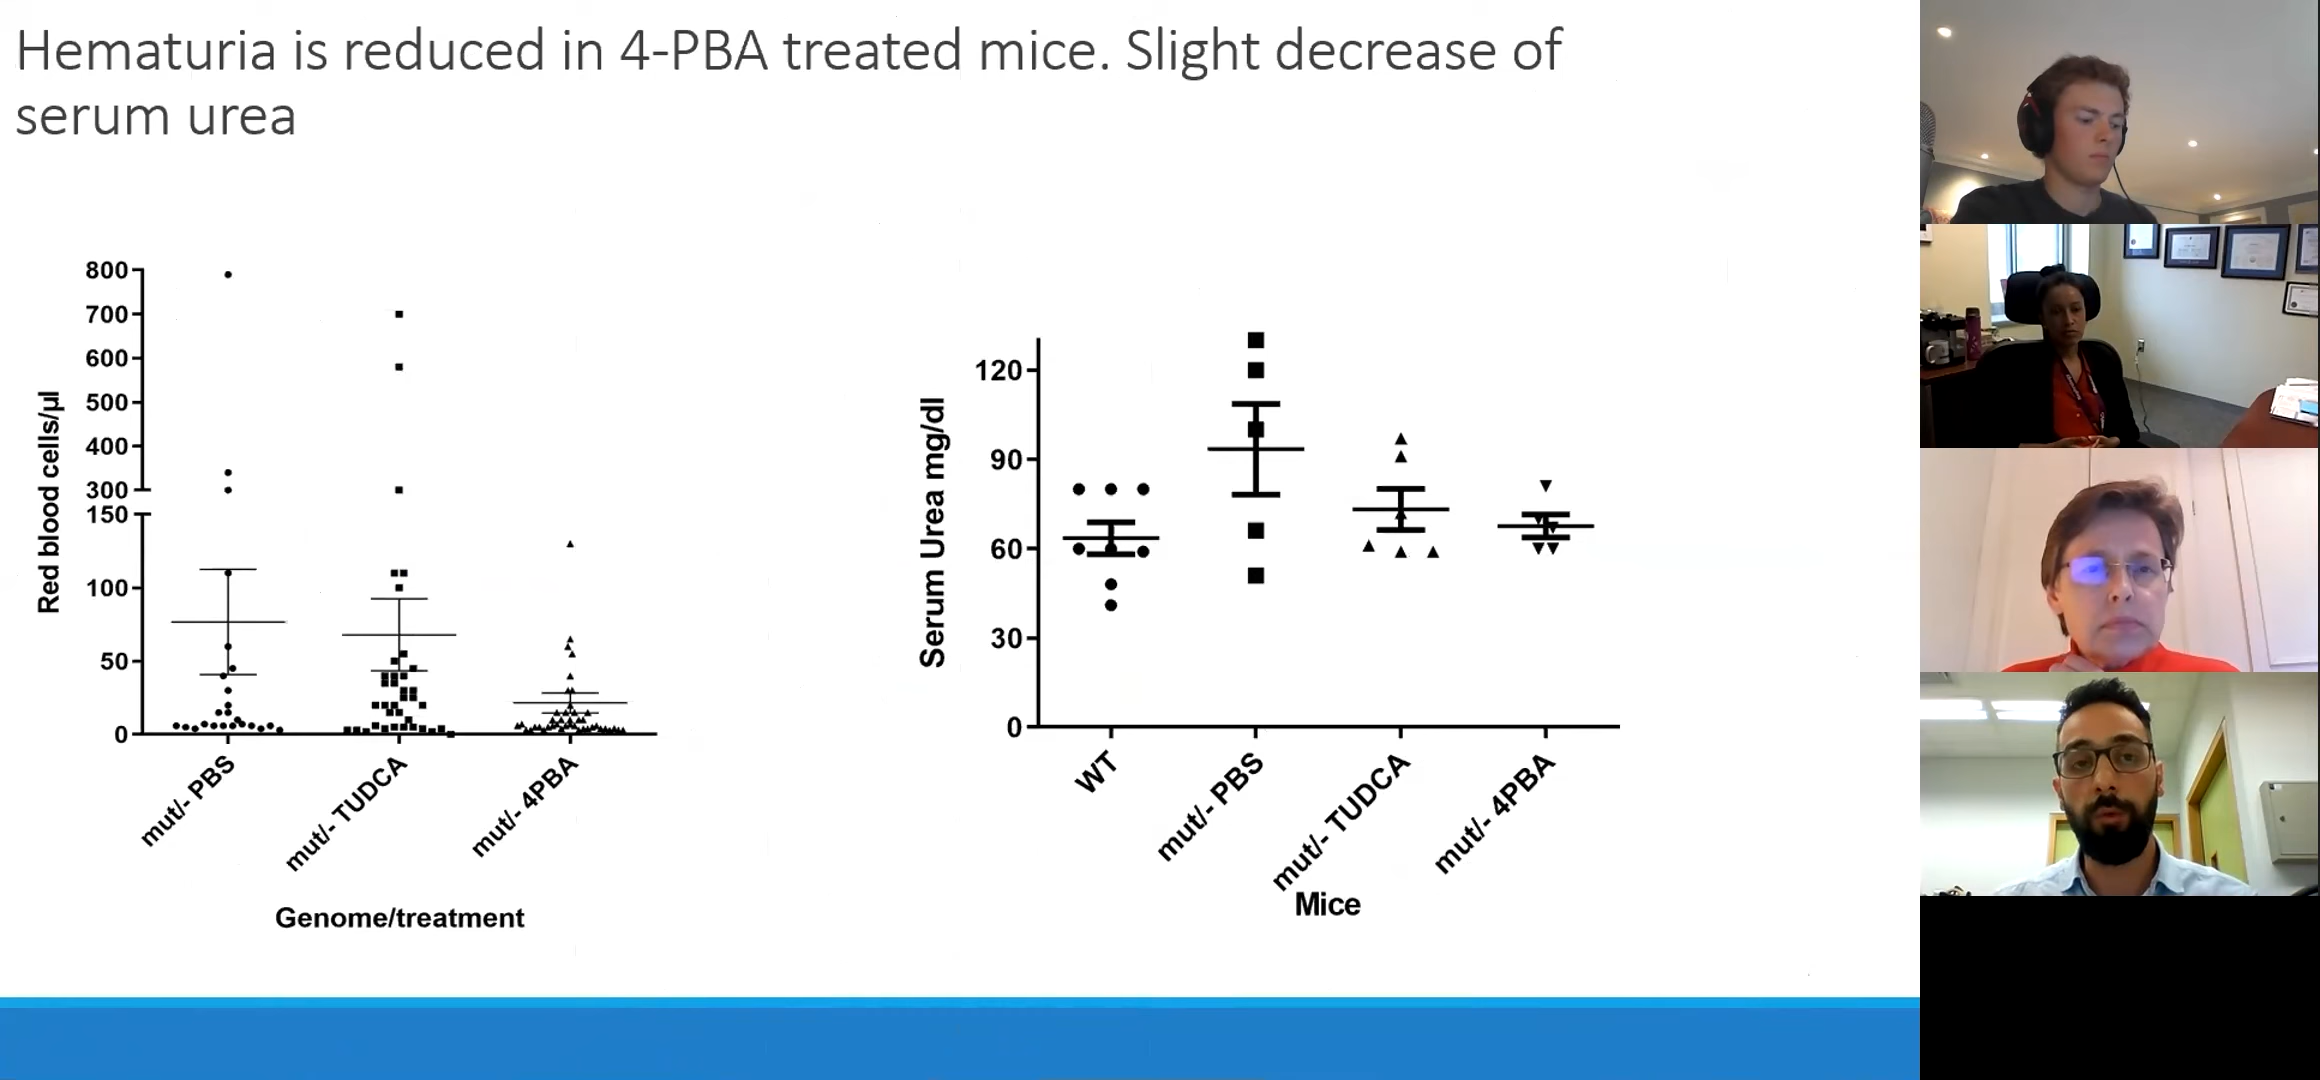 Hematuria is reduced in 4-PBA treated mice. Slight decrease of
serum urea
Red blood cells/µl
800
700
600
500
400
300
150
100
50
0
mut/- PBS
mut/- TUDCA
mut/- 4PBA
Genome/treatment
Serum Urea mg/dl
120
90
60
30
0
WT
mut/- PBS
mut/- TUDCA
mut/- 4PBA
Mice